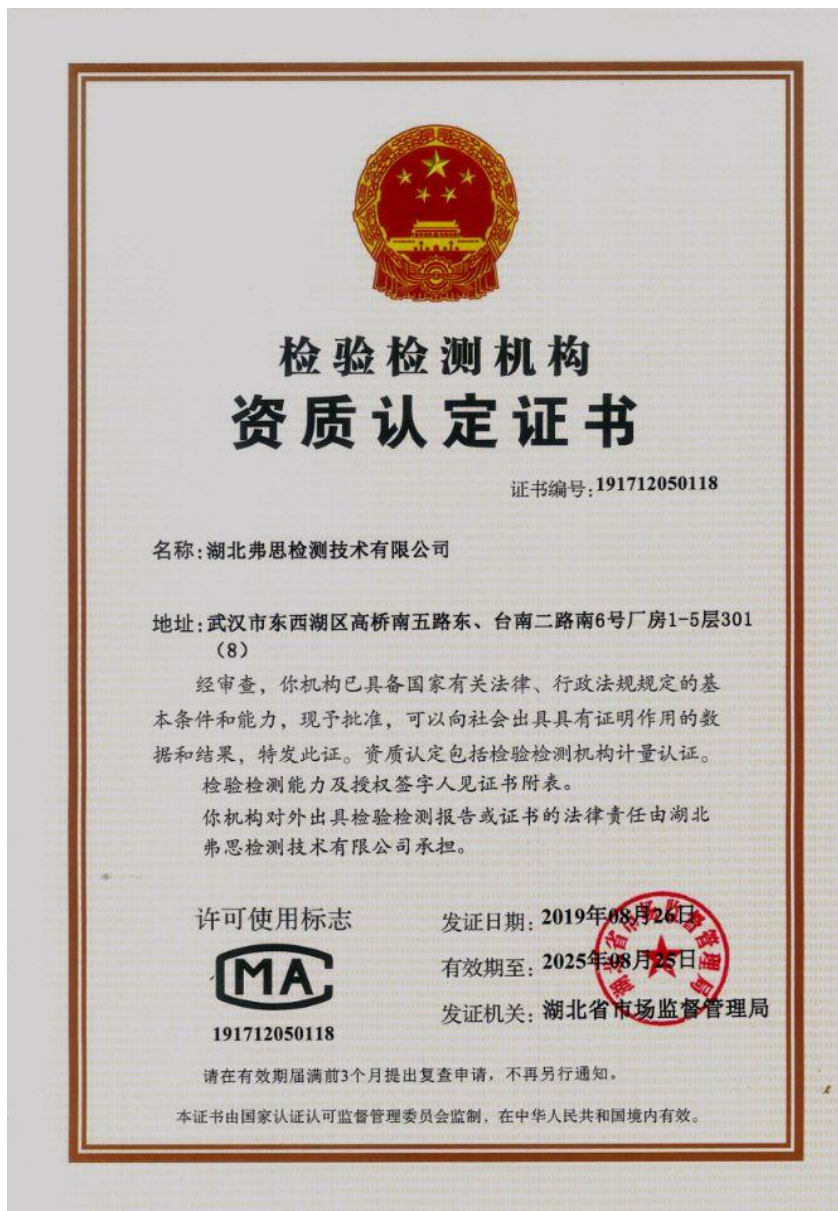 检验检测机构
资质认定证书
证书编号:191712050118
名称:湖北弗思检测技术有限公司
地址:武汉市东西湖区高桥南五路东、台南二路南6号厂房1-5层301
(8)
经审查，你机构已具备国家有关法律、行政法规规定的基
本条件和能力，现予批准，可以向社会出具具有证明作用的数
据和结果，特发此证。资质认定包括检验检测机构计量认证。
检验检测能力及授权签字人见证书附表。
你机构对外出具检验检测报告或证书的法律责任由湖北
弗思检测技术有限公司承担。
许可使用标志
MA
191712050118
发证日期：2019年08月26日
有效期至：2025年08月25日
发证机关：湖北省市场监督管理局
湖北省市场监督管理局
请在有效期届满前3个月提出复查申请，不再另行通知。
本证书由国家认证认可监督管理委员会监制，在中华人民共和国境内有效。